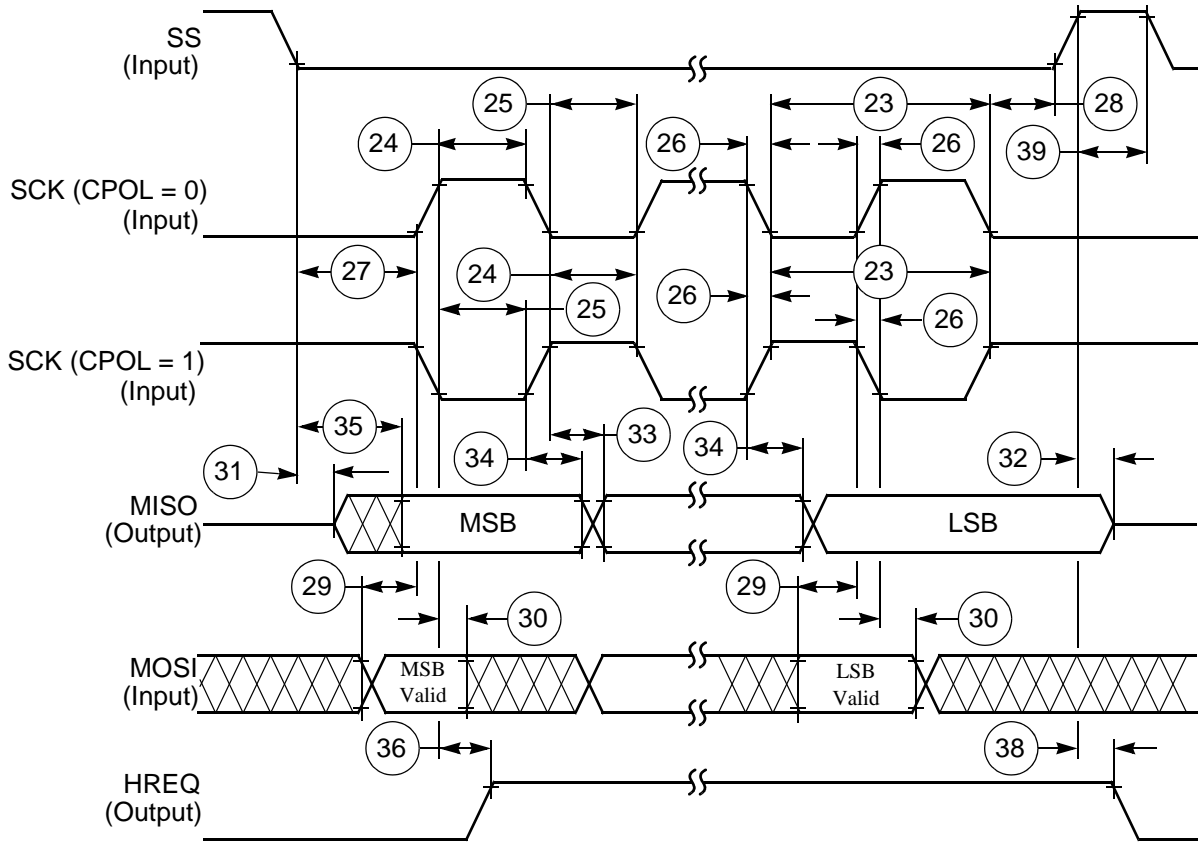 SS
(Input)
25
23
28
24
26
26
39
SCK (CPOL = 0)
(Input)
27
24
23
25
26
26
SCK (CPOL = 1)
(Input)
35
33
34
34
31
32
MISO
(Output)
MSB
LSB
29
29
30
30
MOSI
(Input)
MSB
Valid
LSB
Valid
36
38
HREQ
(Output)